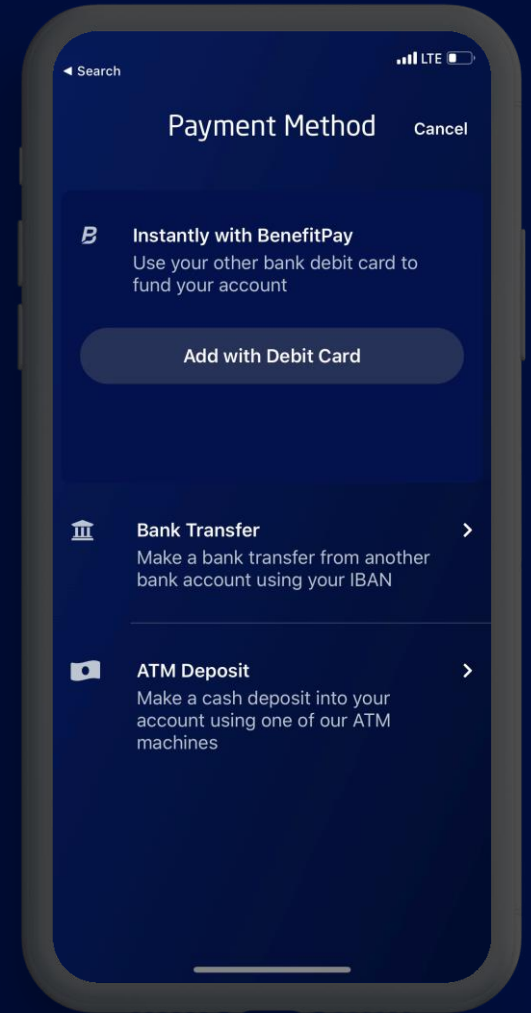 ◀ Search
LTE
Payment Method
Cancel
Instantly with BenefitPay
Use your other bank debit card to
fund your account
Add with Debit Card
Bank Transfer
Make a bank transfer from another
bank account using your IBAN
ATM Deposit
Make a cash deposit into your
account using one of our ATM
machines